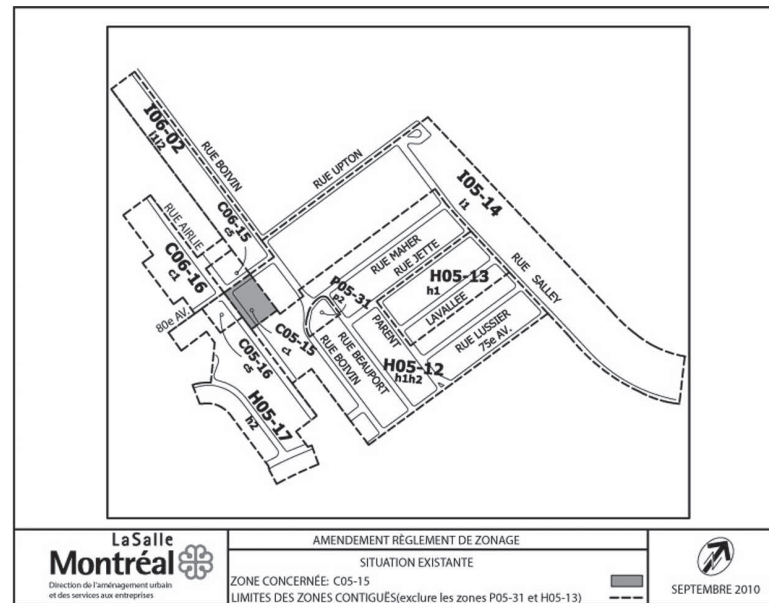 I06-02
i1i2
RUE BOIVIN
RUE UPTON
I05-14
i1
RUE AIRLIE
C06-15
c5
C06-16
c1
RUE MAHER
RUE JETTE
H05-13
h1
RUE SALLEY
P05-31
p2
LAVALLEE
80e AV.
PARENT
C05-15
c1
RUE LUSSIER
75e AV.
C05-16
c5
RUE BEAUPORT
RUE BOIVIN
H05-12
h1h2
H05-17
h2
LaSalle
Montréal
Direction de l'aménagement urbain
et des services aux entreprises
AMENDEMENT RÈGLEMENT DE ZONAGE
SITUATION EXISTANTE
ZONE CONCERNÉE: C05-15
LIMITES DES ZONES CONTIGUËS(exclure les zones P05-31 et H05-13)
SEPTEMBRE 2010